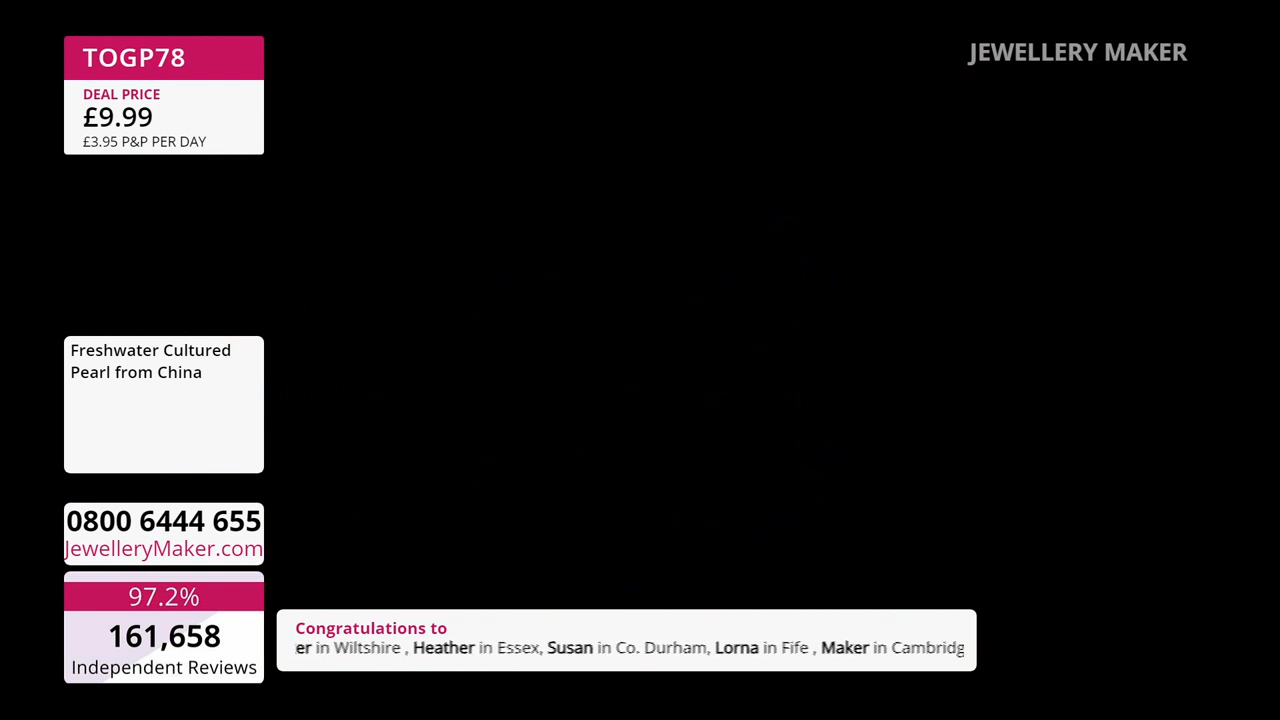 TOGP78
JEWELLERY MAKER
DEAL PRICE
£9.99
£3.95 P&P PER DAY
Freshwater Cultured
Pearl from China
0800 6444 655
JewelleryMaker.com
97.2%
161,658
Independent Reviews
Congratulations to
er in Wiltshire , Heather in Essex, Susan in Co. Durham, Lorna in Fife , Maker in Cambridg